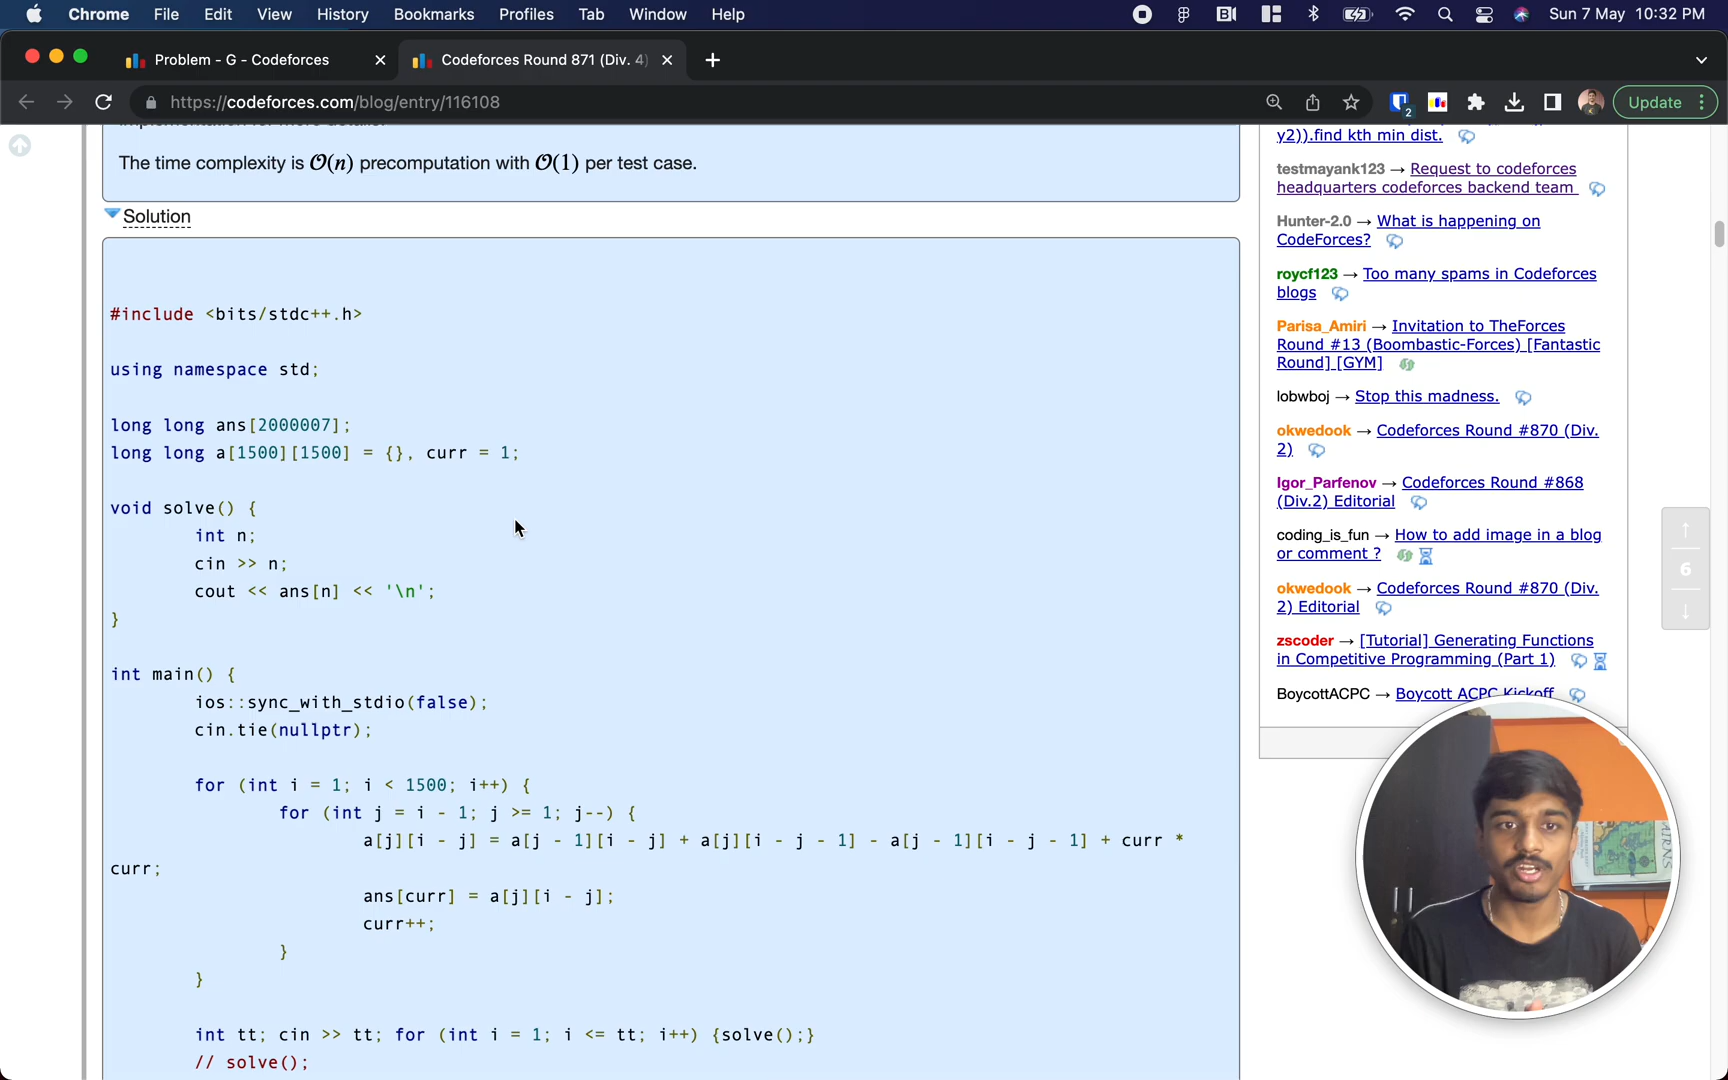 Chrome File Edit View History Bookmarks Profiles Tab Window Help Sun 7 May 10:32 PM
Problem - G - Codeforces
Codeforces Round 871 (Div. 4)
https://codeforces.com/blog/entry/116108
2
Update
The time complexity is O(n) precomputation with O(1) per test case.
Solution
#include <bits/stdc++.h>
using namespace std;
long long ans[2000007];
long long a[1500][1500] = {}, curr = 1;
void solve() {
int n;
cin >> n;
cout << ans[n] << '\n';
}
int main() {
ios::sync_with_stdio(false);
cin.tie(nullptr);
for (int i = 1; i < 1500; i++) {
for (int j = i - 1; j >= 1; j--) {
a[j][i - j] = a[j - 1][i - j] + a[j][i - j - 1] - a[j - 1][i - j - 1] + curr *
curr;
ans[curr] = a[j][i - j];
curr++;
}
}
int tt; cin >> tt; for (int i = 1; i <= tt; i++) {solve();}
// solve();
y2)).find kth min dist.
testmayank123 → Request to codeforces
headquarters codeforces backend team
Hunter-2.0 → What is happening on
CodeForces?
roycf123 → Too many spams in Codeforces
blogs
Parisa_Amiri → Invitation to TheForces
Round #13 (Boombastic-Forces) [Fantastic
Round] [GYM]
lobwboj → Stop this madness.
okwedook → Codeforces Round #870 (Div.
2)
Igor_Parfenov → Codeforces Round #868
(Div.2) Editorial
coding_is_fun → How to add image in a blog
or comment ?
okwedook → Codeforces Round #870 (Div.
2) Editorial
zscoder → [Tutorial] Generating Functions
in Competitive Programming (Part 1)
BoycottACPC → Boycott ACPC Kickoff
↑
6
↓